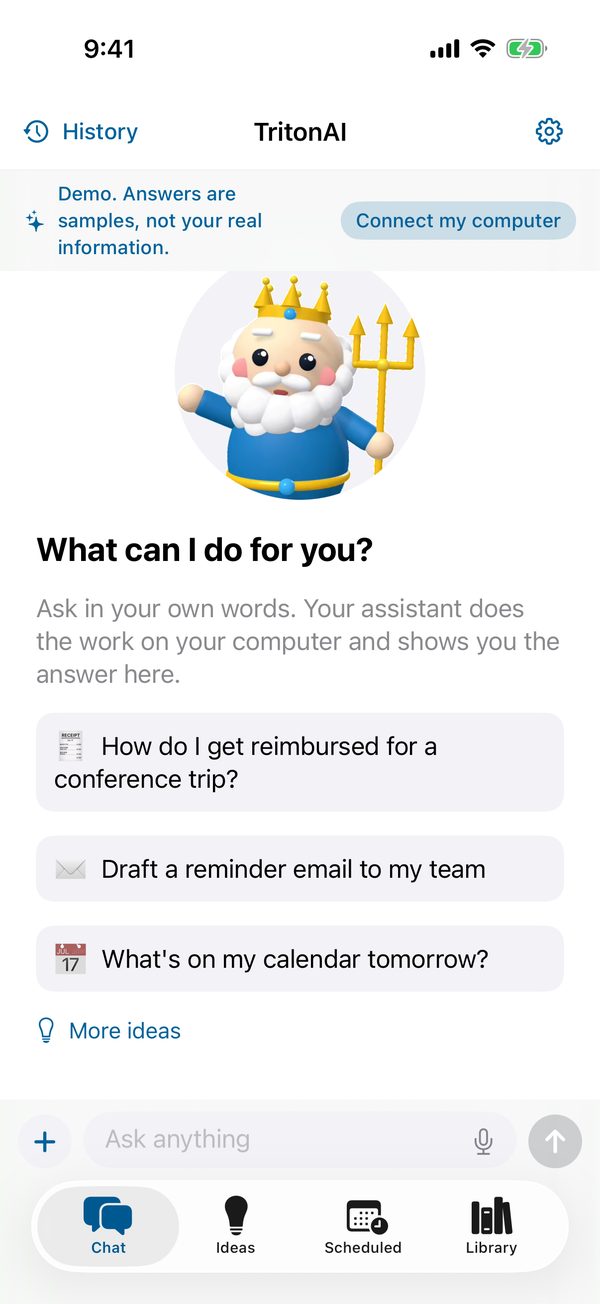 9:41
History
TritonAI
Demo. Answers are
samples, not your real
information.
Connect my computer
What can I do for you?
Ask in your own words. Your assistant does
the work on your computer and shows you the
answer here.
RECEIPT
How do I get reimbursed for a
conference trip?
Draft a reminder email to my team
JUL
17
What's on my calendar tomorrow?
More ideas
Ask anything
Chat
Ideas
Scheduled
Library